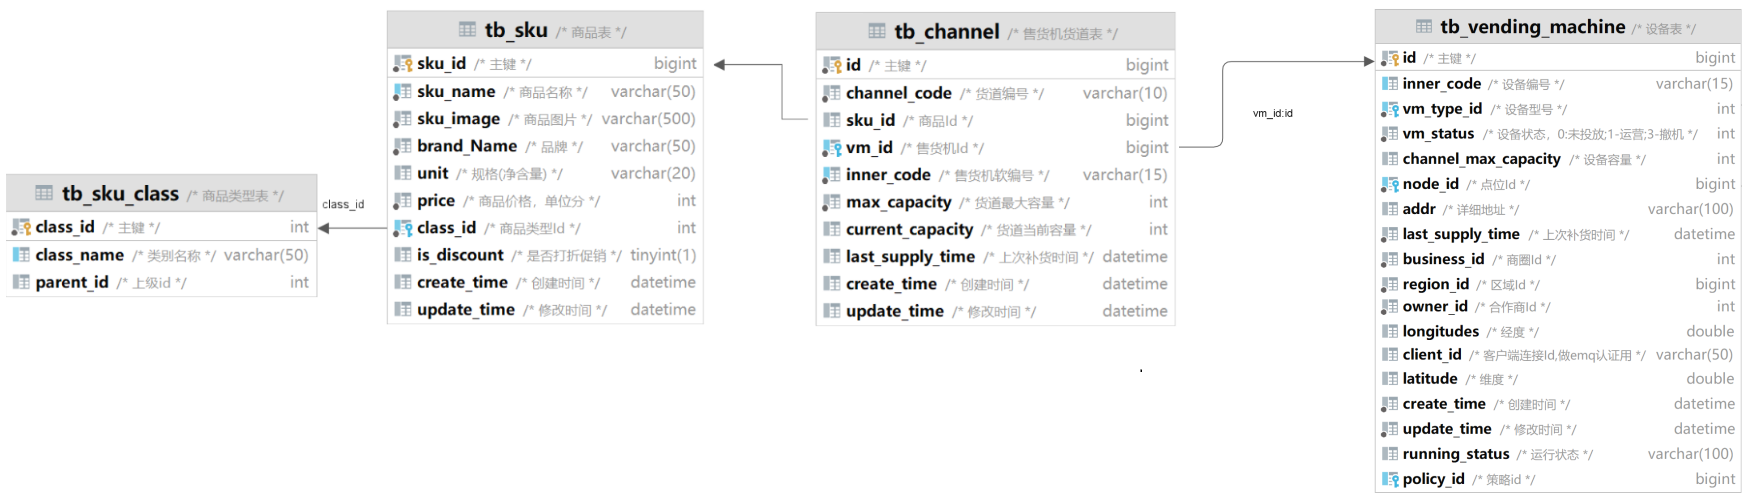 tb_sku_class /* 商品类型表 */
class_id /* 主键 */ int
class_name /* 类别名称 */ varchar(50)
parent_id /* 上级id */ int
class_id
tb_sku /* 商品表 */
sku_id /* 主键 */ bigint
sku_name /* 商品名称 */ varchar(50)
sku_image /* 商品图片 */ varchar(500)
brand_Name /* 品牌 */ varchar(50)
unit /* 规格(净含量) */ varchar(20)
price /* 商品价格，单位分 */ int
class_id /* 商品类型Id */ int
is_discount /* 是否打折促销 */ tinyint(1)
create_time /* 创建时间 */ datetime
update_time /* 修改时间 */ datetime
tb_channel /* 售货机货道表 */
id /* 主键 */ bigint
channel_code /* 货道编号 */ varchar(10)
sku_id /* 商品Id */ bigint
vm_id /* 售货机Id */ bigint
inner_code /* 售货机软编号 */ varchar(15)
max_capacity /* 货道最大容量 */ int
current_capacity /* 货道当前容量 */ int
last_supply_time /* 上次补货时间 */ datetime
create_time /* 创建时间 */ datetime
update_time /* 修改时间 */ datetime
vm_id:id
tb_vending_machine /* 设备表 */
id /* 主键 */ bigint
inner_code /* 设备编号 */ varchar(15)
vm_type_id /* 设备型号 */ int
vm_status /* 设备状态，0:未投放;1-运营;3-撤机 */ int
channel_max_capacity /* 设备容量 */ int
node_id /* 点位Id */ bigint
addr /* 详细地址 */ varchar(100)
last_supply_time /* 上次补货时间 */ datetime
business_id /* 商圈Id */ int
region_id /* 区域Id */ bigint
owner_id /* 合作商Id */ int
longitudes /* 经度 */ double
client_id /* 客户端连接Id,做emq认证用 */ varchar(50)
latitude /* 维度 */ double
create_time /* 创建时间 */ datetime
update_time /* 修改时间 */ datetime
running_status /* 运行状态 */ varchar(100)
policy_id /* 策略id */ bigint